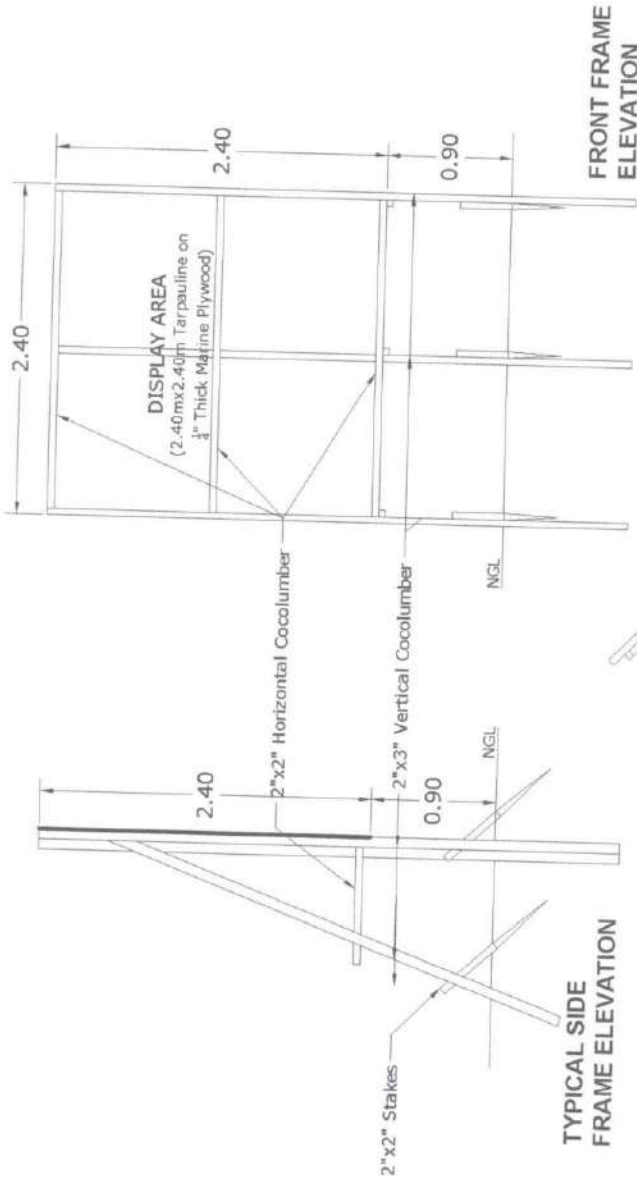 2.40
2.40
0.90
DISPLAY AREA
(2.40mx2.40m Tarpauline on
¼" Thick Marine Plywood)
NGL
FRONT FRAME
ELEVATION
2"x2" Horizontal Cocolumber
2"x3" Vertical Cocolumber
2.40
0.90
NGL
2"x2" Stakes
TYPICAL SIDE
FRAME ELEVATION